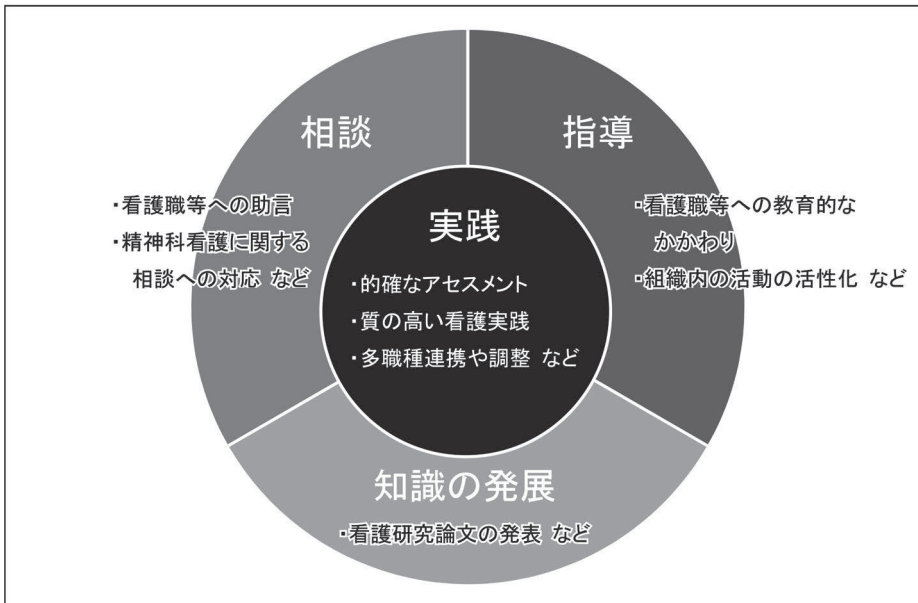 相談
・看護職等への助言
・精神科看護に関する
相談への対応 など
指導
・看護職等への教育的な
かかわり
・組織内の活動の活性化 など
実践
・的確なアセスメント
・質の高い看護実践
・多職種連携や調整 など
知識の発展
・看護研究論文の発表 など